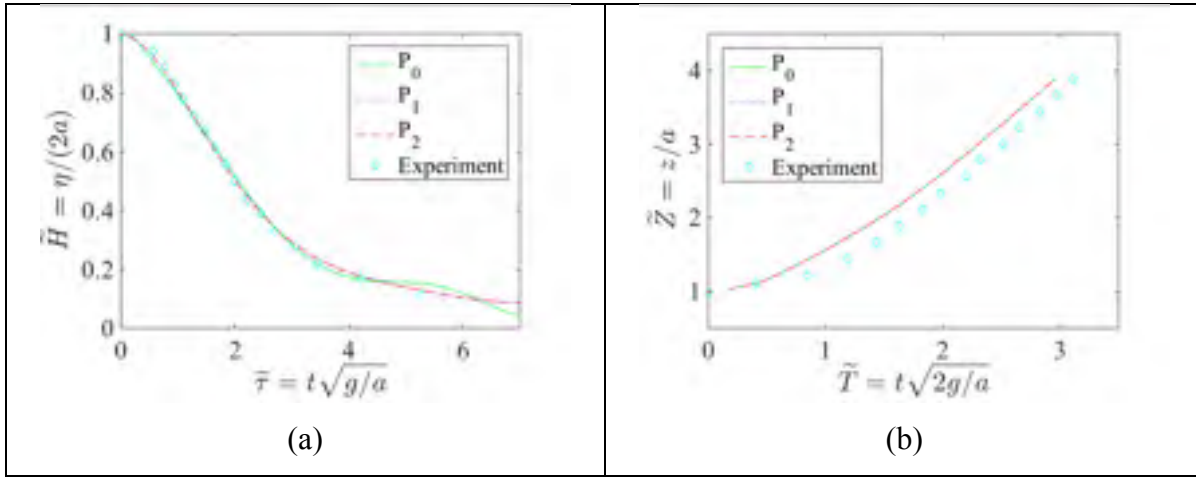 1
0.8
0.6
0.4
0.2
0
0
2
4
6
H̃ = η/(2a)
τ̃ = t√(g/a)
P₀
P₁
P₂
Experiment
(a)
4
3
2
1
0
1
2
3
Z̃ = z/a
T̃ = t√(2g/a)
P₀
P₁
P₂
Experiment
(b)